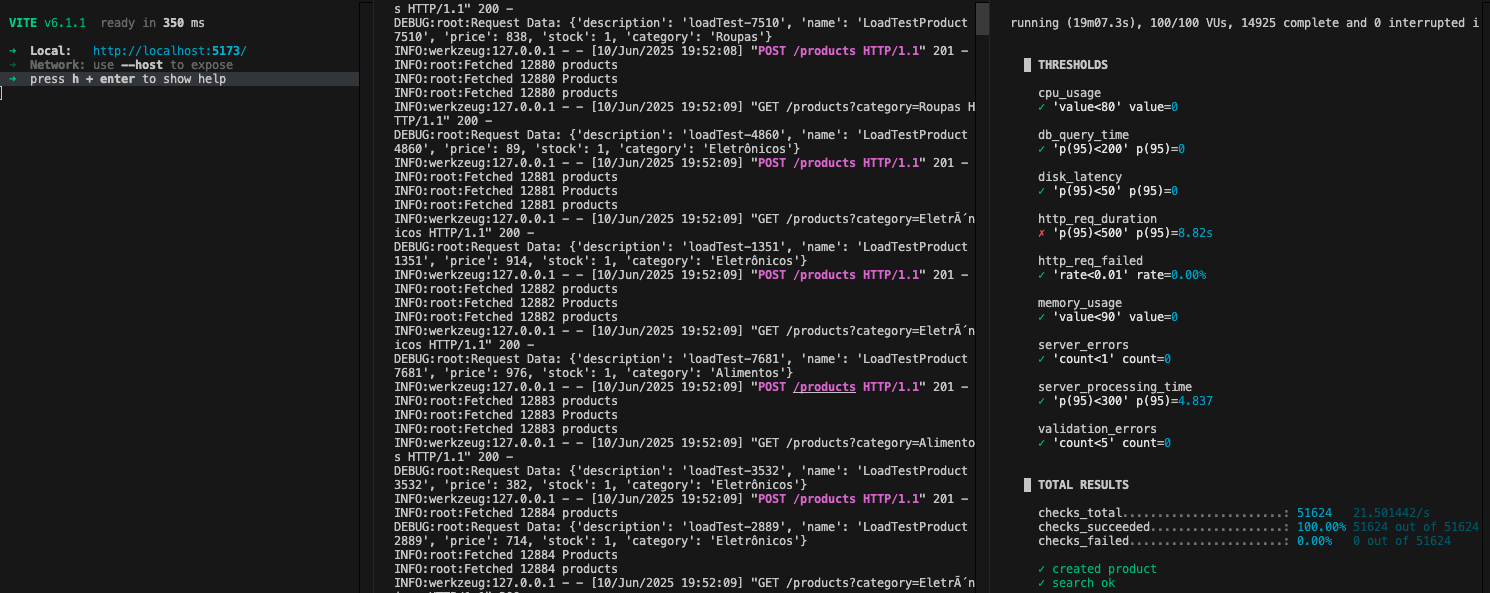 VITE v6.1.1  ready in 350 ms
➜  Local:   http://localhost:5173/
➜  Network: use --host to expose
➜  press h + enter to show help
s HTTP/1.1" 200 -
DEBUG:root:Request Data: {'description': 'loadTest-7510', 'name': 'LoadTestProduct
7510', 'price': 838, 'stock': 1, 'category': 'Roupas'}
INFO:werkzeug:127.0.0.1 - - [10/Jun/2025 19:52:08] "POST /products HTTP/1.1" 201 -
INFO:root:Fetched 12880 products
INFO:root:Fetched 12880 Products
INFO:root:Fetched 12880 products
INFO:werkzeug:127.0.0.1 - - [10/Jun/2025 19:52:09] "GET /products?category=Roupas H
TTP/1.1" 200 -
DEBUG:root:Request Data: {'description': 'loadTest-4860', 'name': 'LoadTestProduct
4860', 'price': 89, 'stock': 1, 'category': 'Eletrônicos'}
INFO:werkzeug:127.0.0.1 - - [10/Jun/2025 19:52:09] "POST /products HTTP/1.1" 201 -
INFO:root:Fetched 12881 products
INFO:root:Fetched 12881 Products
INFO:root:Fetched 12881 products
INFO:werkzeug:127.0.0.1 - - [10/Jun/2025 19:52:09] "GET /products?category=EletrÃ´n
icos HTTP/1.1" 200 -
DEBUG:root:Request Data: {'description': 'loadTest-1351', 'name': 'LoadTestProduct
1351', 'price': 914, 'stock': 1, 'category': 'Eletrônicos'}
INFO:werkzeug:127.0.0.1 - - [10/Jun/2025 19:52:09] "POST /products HTTP/1.1" 201 -
INFO:root:Fetched 12882 products
INFO:root:Fetched 12882 Products
INFO:root:Fetched 12882 products
INFO:werkzeug:127.0.0.1 - - [10/Jun/2025 19:52:09] "GET /products?category=EletrÃ´n
icos HTTP/1.1" 200 -
DEBUG:root:Request Data: {'description': 'loadTest-7681', 'name': 'LoadTestProduct
7681', 'price': 976, 'stock': 1, 'category': 'Alimentos'}
INFO:werkzeug:127.0.0.1 - - [10/Jun/2025 19:52:09] "POST /products HTTP/1.1" 201 -
INFO:root:Fetched 12883 products
INFO:root:Fetched 12883 Products
INFO:root:Fetched 12883 products
INFO:werkzeug:127.0.0.1 - - [10/Jun/2025 19:52:09] "GET /products?category=Alimento
s HTTP/1.1" 200 -
DEBUG:root:Request Data: {'description': 'loadTest-3532', 'name': 'LoadTestProduct
3532', 'price': 382, 'stock': 1, 'category': 'Eletrônicos'}
INFO:werkzeug:127.0.0.1 - - [10/Jun/2025 19:52:09] "POST /products HTTP/1.1" 201 -
INFO:root:Fetched 12884 products
DEBUG:root:Request Data: {'description': 'loadTest-2889', 'name': 'LoadTestProduct
2889', 'price': 714, 'stock': 1, 'category': 'Eletrônicos'}
INFO:root:Fetched 12884 Products
INFO:root:Fetched 12884 products
INFO:werkzeug:127.0.0.1 - - [10/Jun/2025 19:52:09] "GET /products?category=EletrÃ´n
running (19m07.3s), 100/100 VUs, 14925 complete and 0 interrupted i
THRESHOLDS
cpu_usage
✓ 'value<80' value=0
db_query_time
✓ 'p(95)<200' p(95)=0
disk_latency
✓ 'p(95)<50' p(95)=0
http_req_duration
✗ 'p(95)<500' p(95)=8.82s
http_req_failed
✓ 'rate<0.01' rate=0.00%
memory_usage
✓ 'value<90' value=0
server_errors
✓ 'count<1' count=0
server_processing_time
✓ 'p(95)<300' p(95)=4.837
validation_errors
✓ 'count<5' count=0
TOTAL RESULTS
checks_total.......................: 51624   21.501442/s
checks_succeeded...................: 100.00% 51624 out of 51624
checks_failed......................: 0.00%   0 out of 51624
✓ created product
✓ search ok